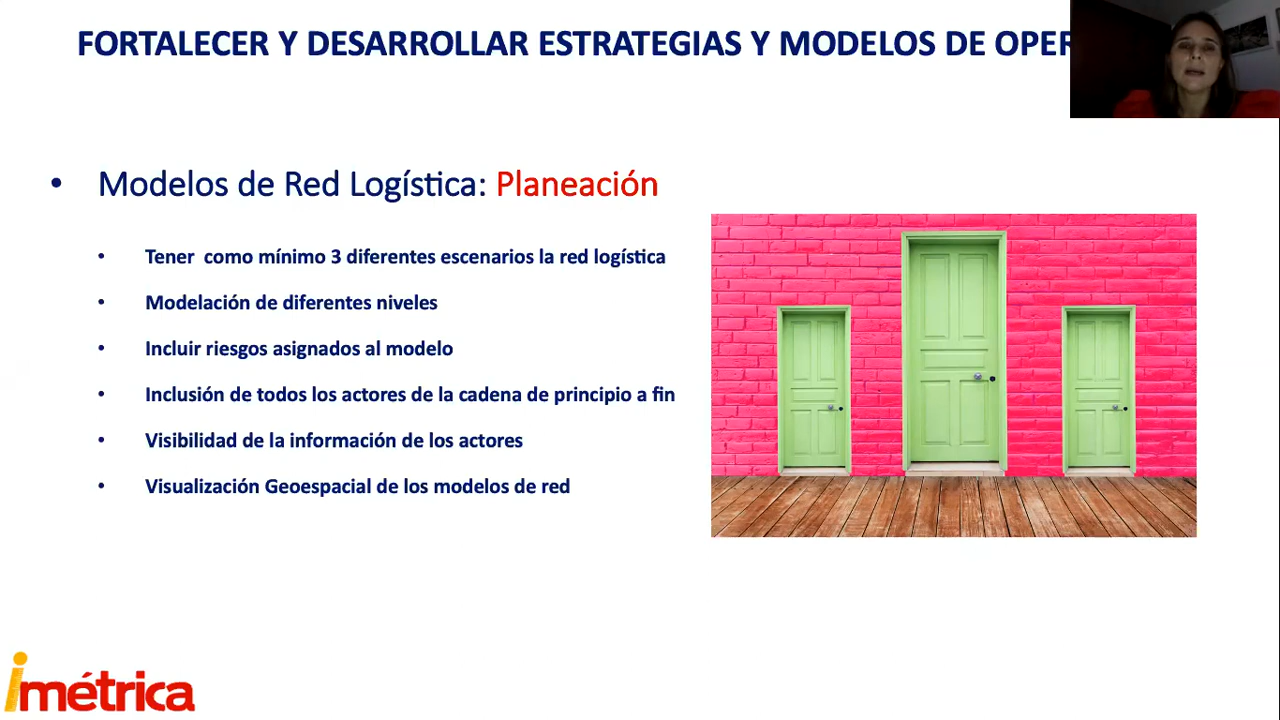 FORTALECER Y DESARROLLAR ESTRATEGIAS Y MODELOS DE OPER
• Modelos de Red Logística: Planeación
• Tener como mínimo 3 diferentes escenarios la red logística
• Modelación de diferentes niveles
• Incluir riesgos asignados al modelo
• Inclusión de todos los actores de la cadena de principio a fin
• Visibilidad de la información de los actores
• Visualización Geoespacial de los modelos de red
imétrica